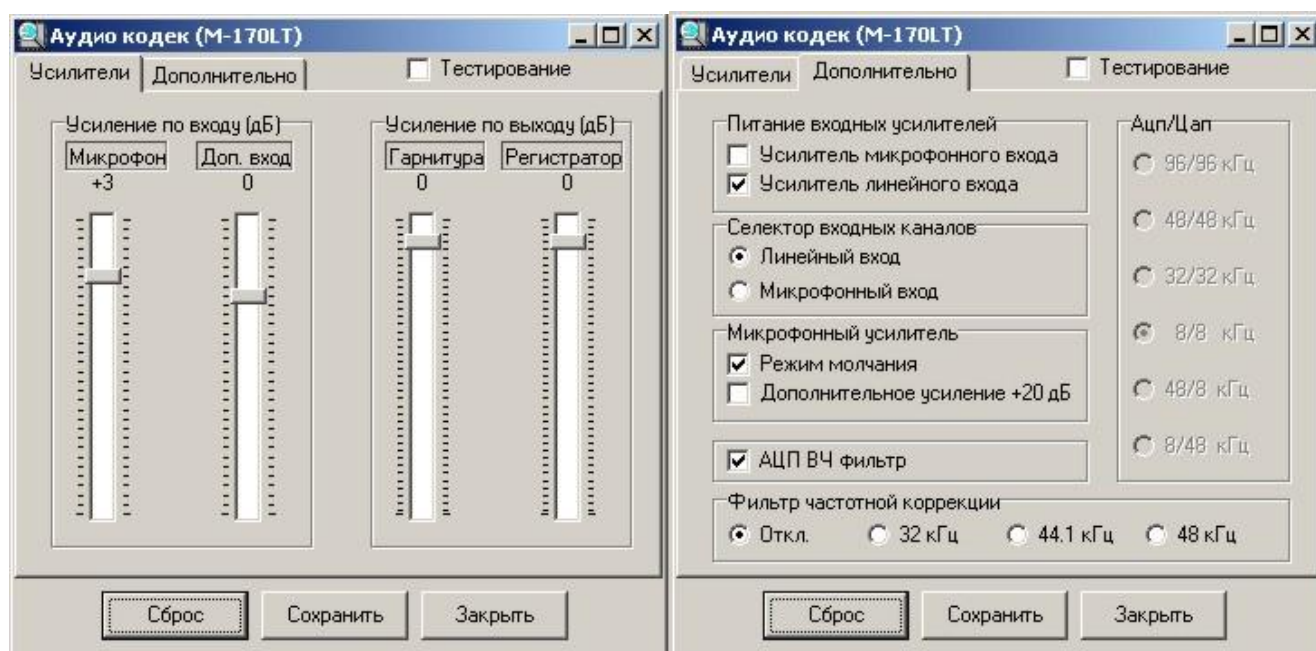 Аудио кодек (M-170LT)
Усилители
Дополнительно
Тестирование
Усиление по входу (дБ)
Усиление по выходу (дБ)
Микрофон
Доп. вход
Гарнитура
Регистратор
+3
0
0
0
Сброс
Сохранить
Закрыть
Аудио кодек (M-170LT)
Усилители
Дополнительно
Тестирование
Питание входных усилителей
Усилитель микрофонного входа
Усилитель линейного входа
Селектор входных каналов
Линейный вход
Микрофонный вход
Микрофонный усилитель
Режим молчания
Дополнительное усиление +20 дБ
АЦП ВЧ фильтр
Ацп/Цап
96/96 кГц
48/48 кГц
32/32 кГц
8/8 кГц
48/8 кГц
8/48 кГц
Фильтр частотной коррекции
Откл.
32 кГц
44.1 кГц
48 кГц
Сброс
Сохранить
Закрыть